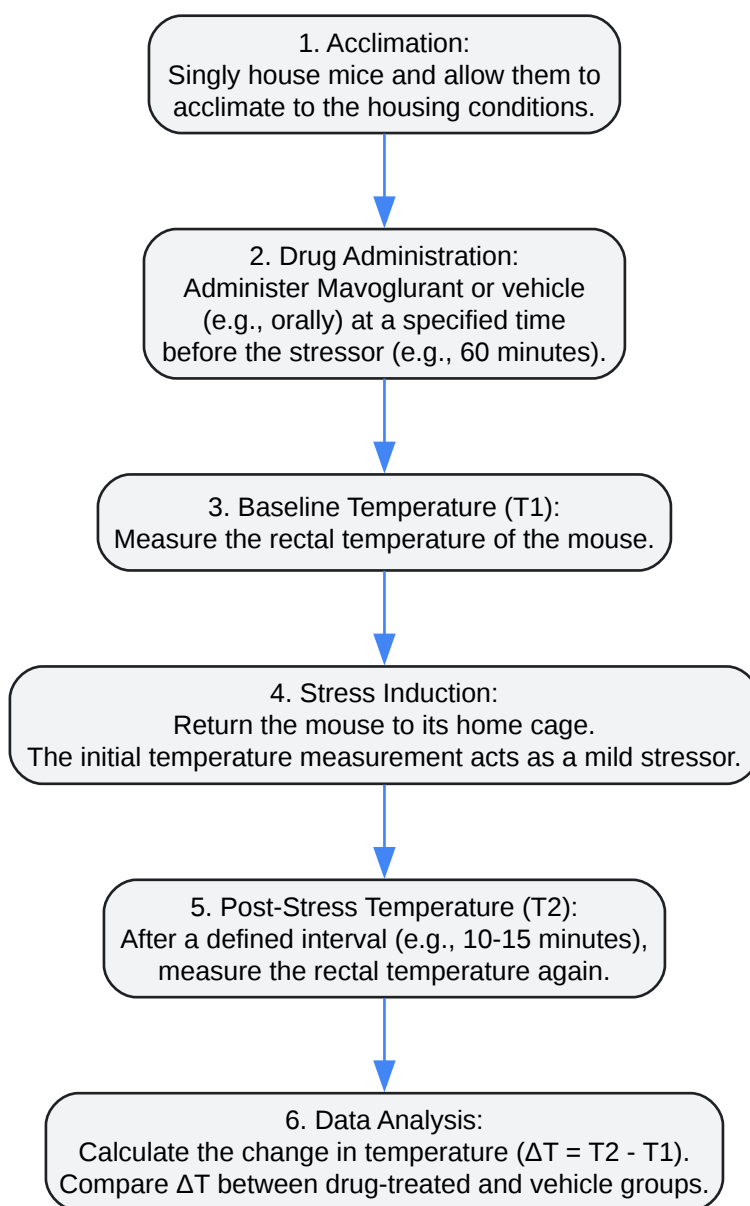 1. Acclimation:
Singly house mice and allow them to
acclimate to the housing conditions.
2. Drug Administration:
Administer Mavoglurant or vehicle
(e.g., orally) at a specified time
before the stressor (e.g., 60 minutes).
3. Baseline Temperature (T1):
Measure the rectal temperature of the mouse.
4. Stress Induction:
Return the mouse to its home cage.
The initial temperature measurement acts as a mild stressor.
5. Post-Stress Temperature (T2):
After a defined interval (e.g., 10-15 minutes),
measure the rectal temperature again.
6. Data Analysis:
Calculate the change in temperature (ΔT = T2 - T1).
Compare ΔT between drug-treated and vehicle groups.